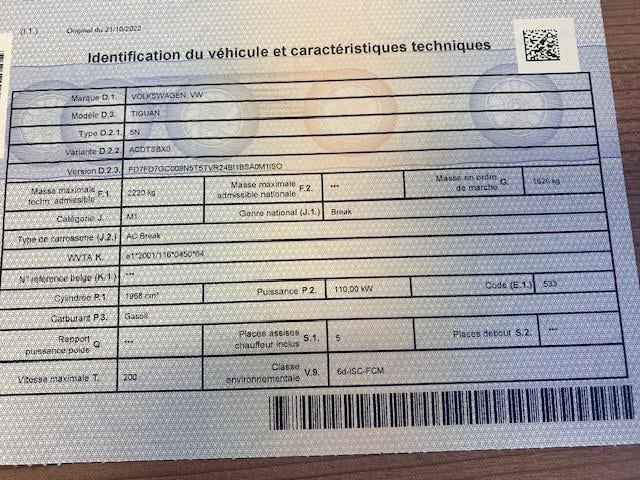 (I.1.) Original du 21/10/2022
Identification du véhicule et caractéristiques techniques
Marque D.1. VOLKSWAGEN, VW
Modèle D.3. TIGUAN
Type D.2.1. 5N
Variante D.2.2. ACDTSBX0
Version D.2.3. FD7FD7GC009N5T5TVR24BI1BSA0M1ISO
Masse maximale techn. admissible F.1. 2220 kg Masse maximale admissible nationale F.2. *** Masse en ordre de marche G. 1626 kg
Catégorie J. M1 Genre national (J.1.) Break
Type de carrosserie (J.2.) AC Break
WVTA K. e1*2001/116*0450*64
N° référence belge (K.1.) ***
Cylindrée P.1. 1968 cm³ Puissance P.2. 110,00 kW Code (E.1.) 533
Carburant P.3. Gasoil
Rapport puissance/poids Q. *** Places assises chauffeur inclus S.1. 5 Places debout S.2. ***
Vitesse maximale T. 200 Classe environnementale V.9. 6d-ISC-FCM